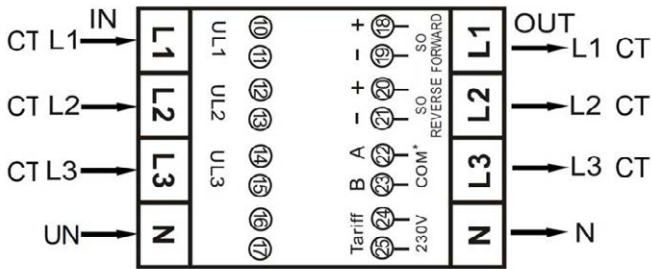 IN
OUT
CT L1
L1
UL1
10
11
+ 18
- 19
SO FORWARD
L1
L1 CT
CT L2
L2
UL2
12
13
+ 20
- 21
SO REVERSE
L2
L2 CT
CT L3
L3
UL3
14
15
A 22
B 23
COM*
L3
L3 CT
UN
N
16
17
Tariff 24
25
230V
N
N